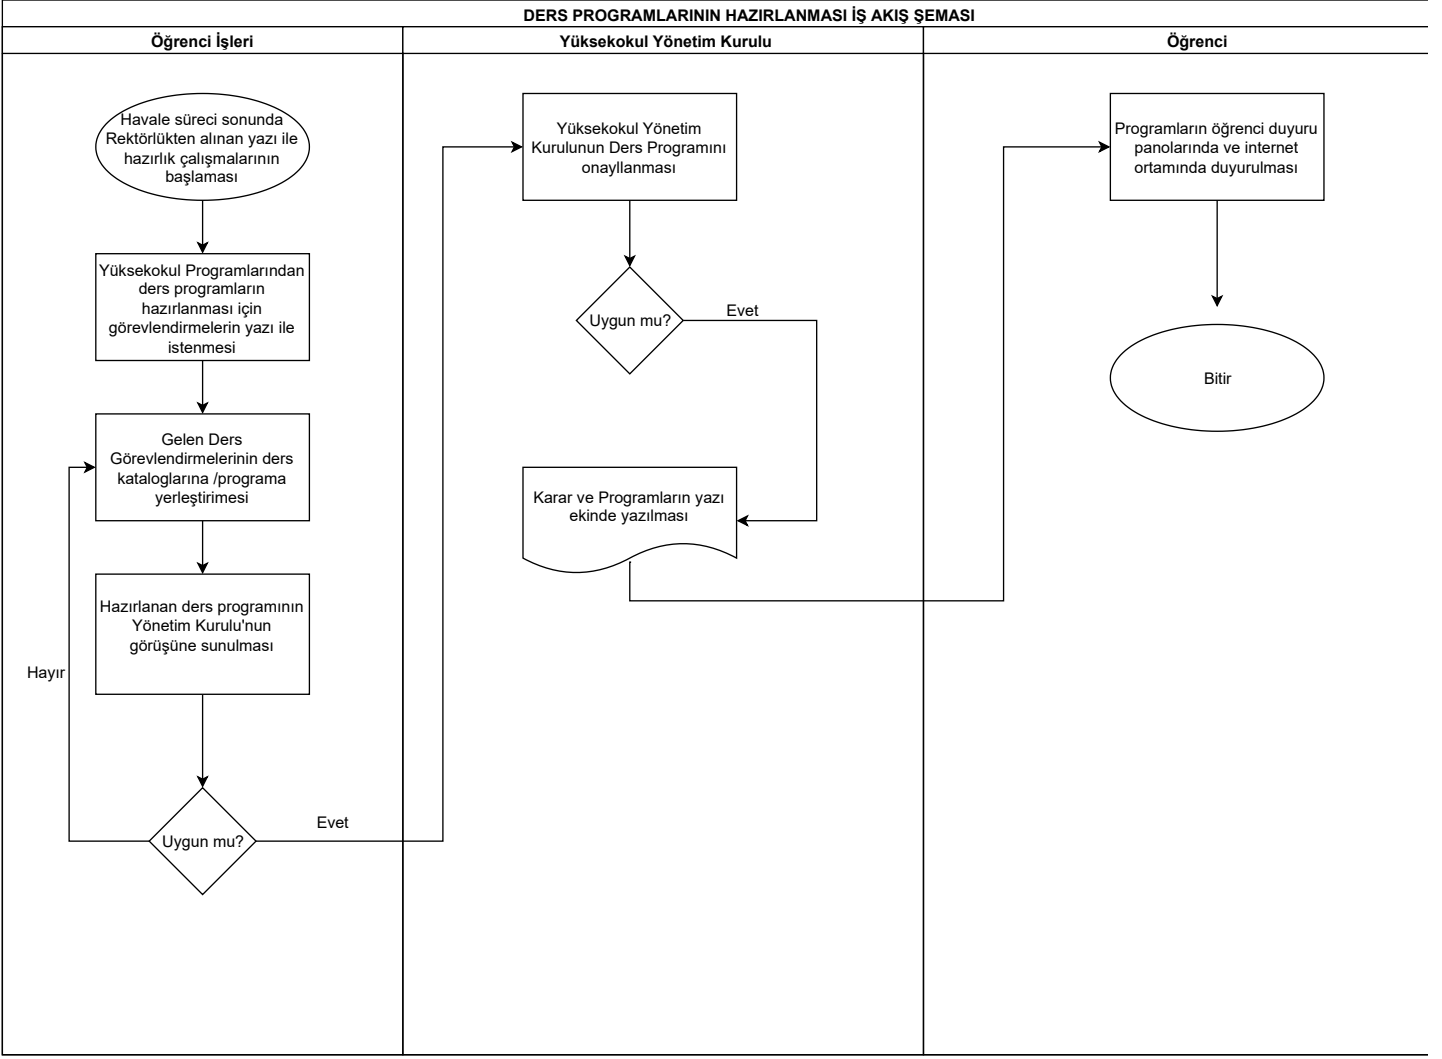 DERS PROGRAMLARININ HAZIRLANMASI İŞ AKIŞ ŞEMASI
Öğrenci İşleri
Yüksekokul Yönetim Kurulu
Öğrenci
Havale süreci sonunda
Rektörlükten alınan yazı ile
hazırlık çalışmalarının
başlaması
Yüksekokul Programlarından
ders programların
hazırlanması için
görevlendirmelerin yazı ile
istenmesi
Gelen Ders
Görevlendirmelerinin ders
kataloglarına /programa
yerleştirimesi
Hazırlanan ders programının
Yönetim Kurulu'nun
görüşüne sunulması
Hayır
Uygun mu?
Evet
Yüksekokul Yönetim
Kurulunun Ders Programını
onayllanması
Uygun mu?
Evet
Karar ve Programların yazı
ekinde yazılması
Programların öğrenci duyuru
panolarında ve internet
ortamında duyurulması
Bitir